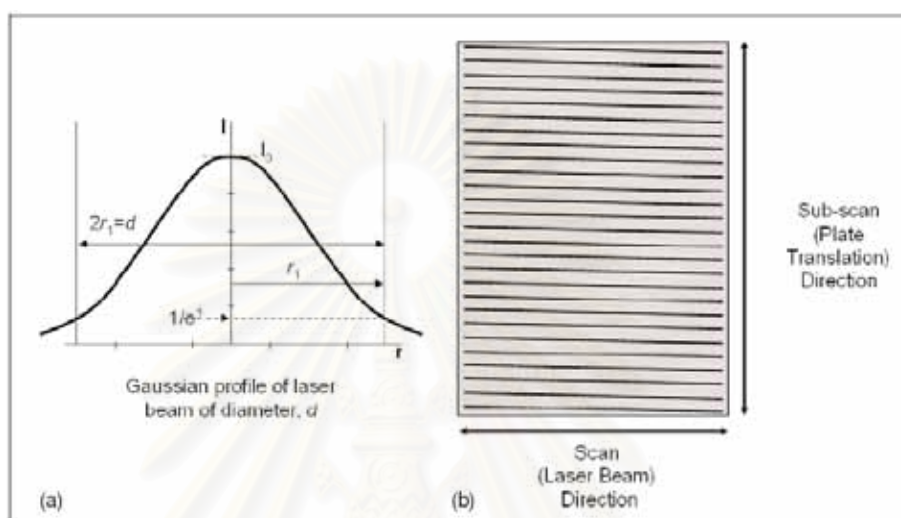 I
I₀
2r₁=d
r₁
1/e²
r
Gaussian profile of laser
beam of diameter, d
(a)
Sub-scan
(Plate
Translation)
Direction
Scan
(Laser Beam)
Direction
(b)